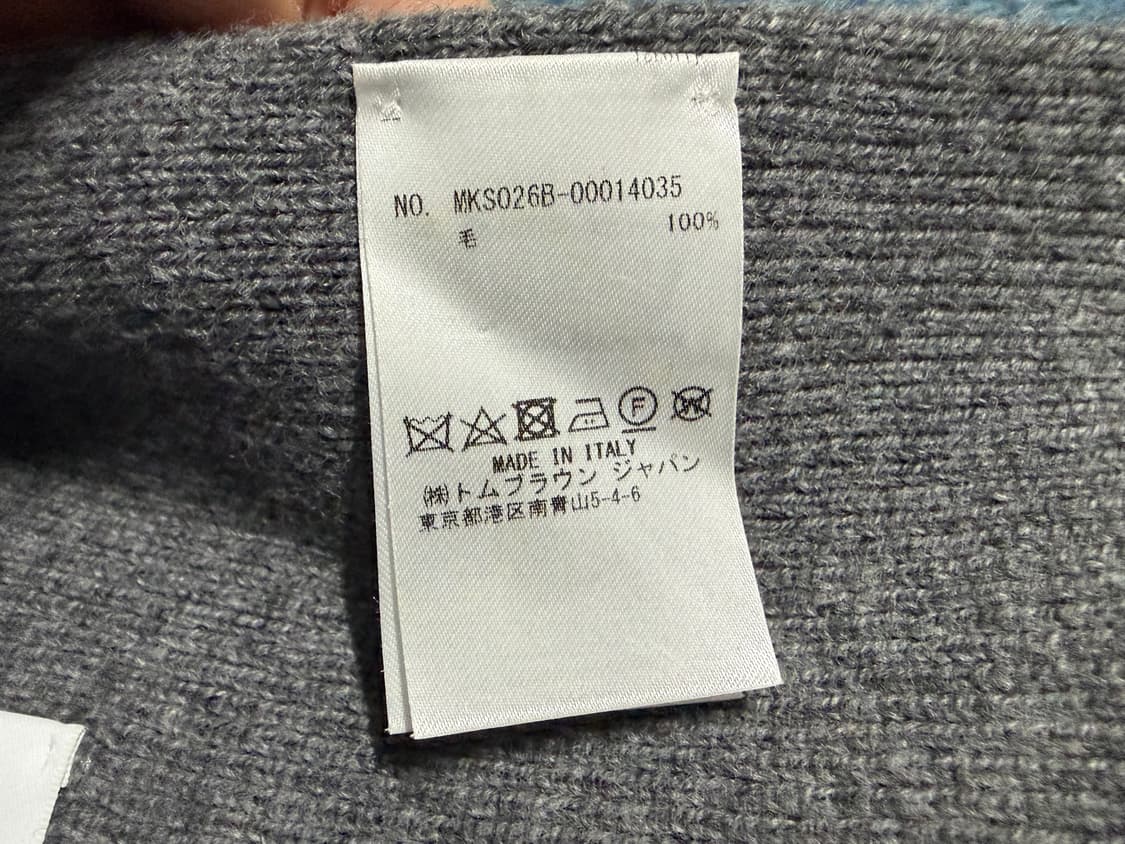 NO. MKS026B-00014035
毛 100%
F
W
MADE IN ITALY
㈱トムブラウン ジャパン
東京都港区南青山5-4-6